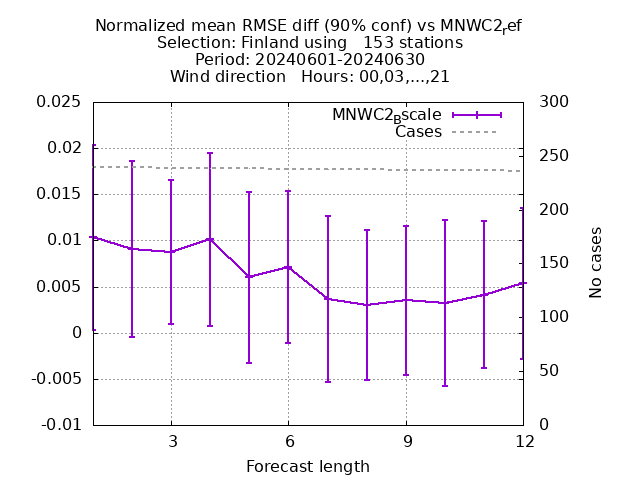 Normalized mean RMSE diff (90% conf) vs MNWC2ref
Selection: Finland using   153 stations
Period: 20240601-20240630
Wind direction   Hours: 00,03,...,21
MNWC2Bscale
Cases
0.025
0.02
0.015
0.01
0.005
0
-0.005
-0.01
300
250
200
150
100
50
0
No cases
3
6
9
12
Forecast length